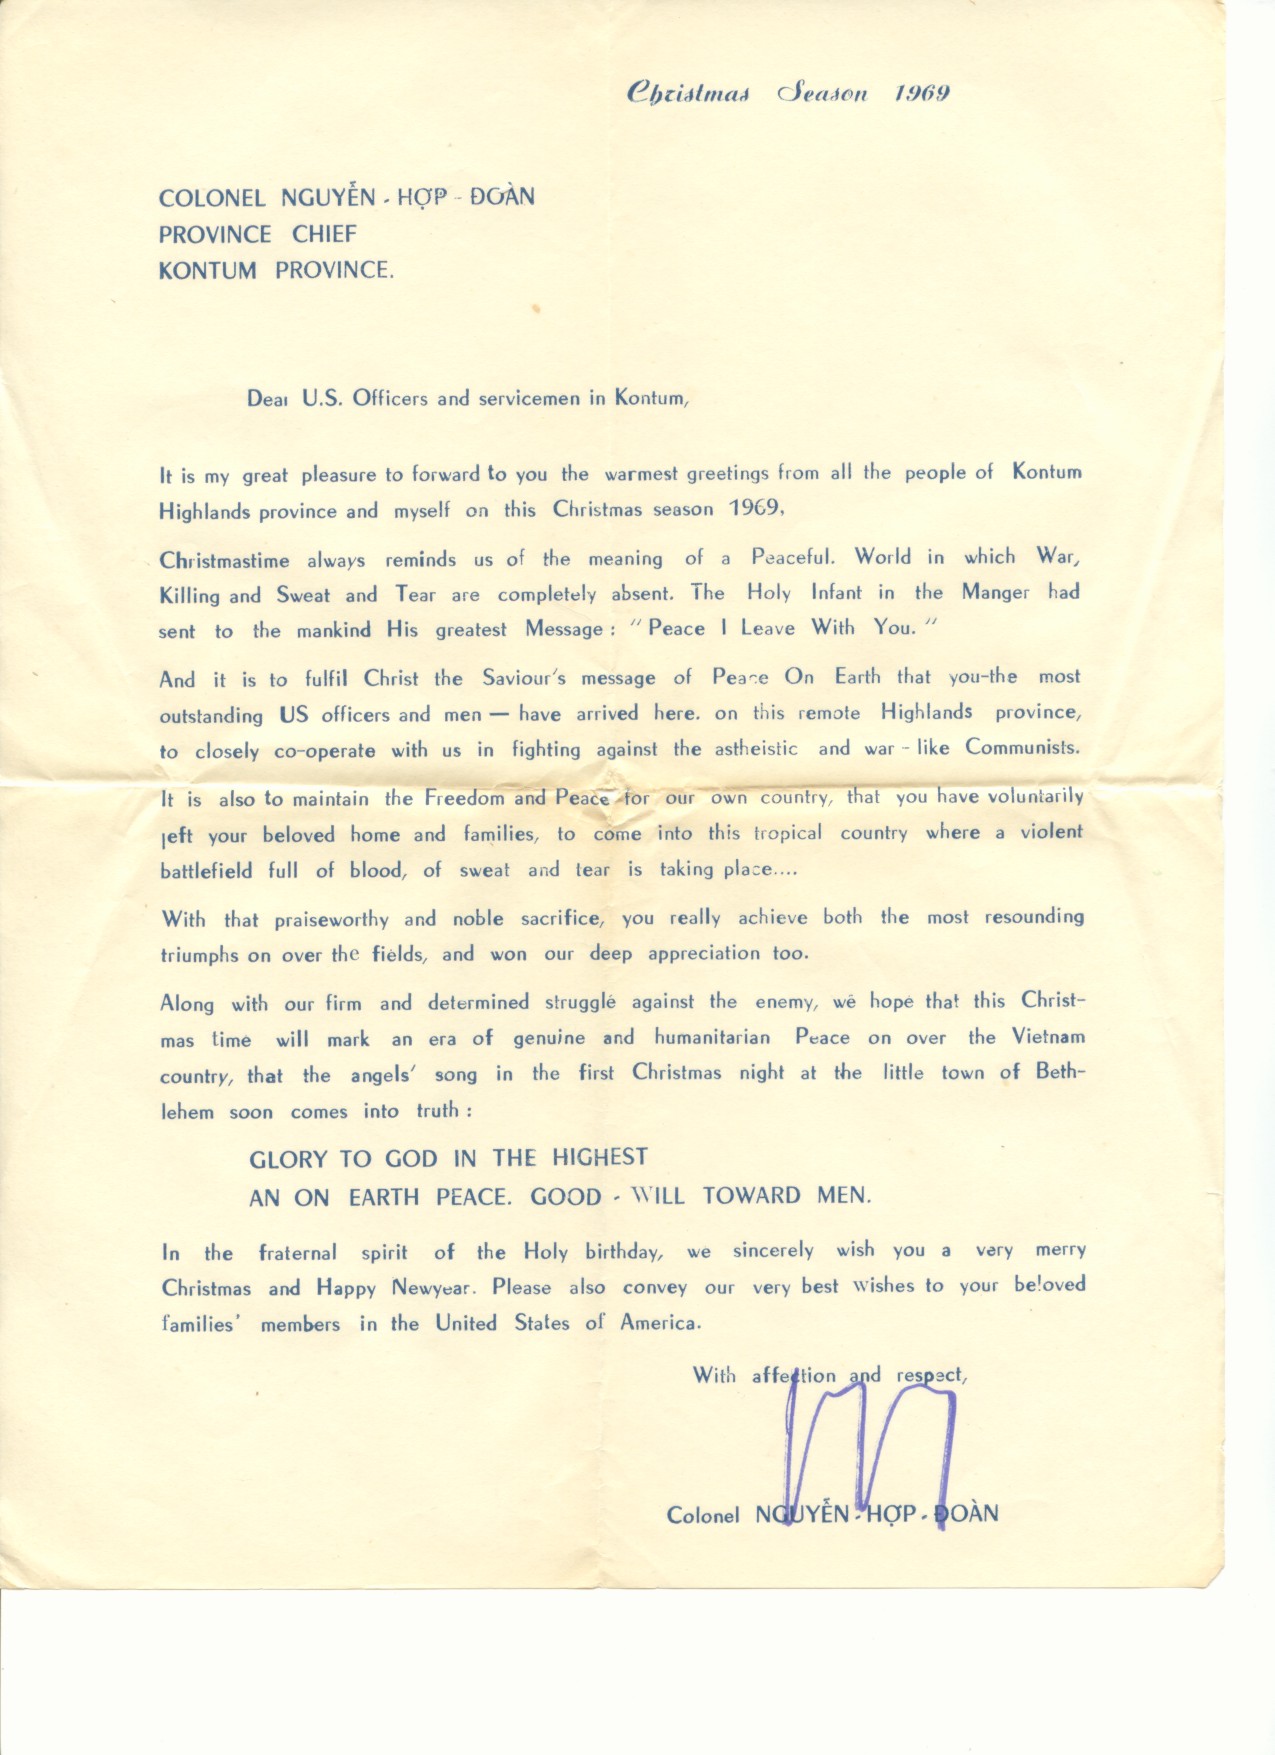 Christmas Season 1969
COLONEL NGUYỄN - HỢP - ĐOÀN
PROVINCE CHIEF
KONTUM PROVINCE.
Dear U.S. Officers and servicemen in Kontum,
It is my great pleasure to forward to you the warmest greetings from all the people of Kontum
Highlands province and myself on this Christmas season 1969,
Christmastime always reminds us of the meaning of a Peaceful. World in which War,
Killing and Sweat and Tear are completely absent. The Holy Infant in the Manger had
sent to the mankind His greatest Message : " Peace I Leave With You. "
And it is to fulfil Christ the Saviour's message of Peace On Earth that you-the most
outstanding US officers and men — have arrived here. on this remote Highlands province,
to closely co-operate with us in fighting against the astheistic and war - like Communists.
It is also to maintain the Freedom and Peace for our own country, that you have voluntarily
left your beloved home and families, to come into this tropical country where a violent
battlefield full of blood, of sweat and tear is taking place....
With that praiseworthy and noble sacrifice, you really achieve both the most resounding
triumphs on over the fields, and won our deep appreciation too.
Along with our firm and determined struggle against the enemy, we hope that this Christ-
mas time will mark an era of genuine and humanitarian Peace on over the Vietnam
country, that the angels' song in the first Christmas night at the little town of Beth-
lehem soon comes into truth :
GLORY TO GOD IN THE HIGHEST
AN ON EARTH PEACE. GOOD - WILL TOWARD MEN.
In the fraternal spirit of the Holy birthday, we sincerely wish you a very merry
Christmas and Happy Newyear. Please also convey our very best wishes to your beloved
families' members in the United States of America.
With affection and respect,
Colonel NGUYỄN - HỢP - ĐOÀN